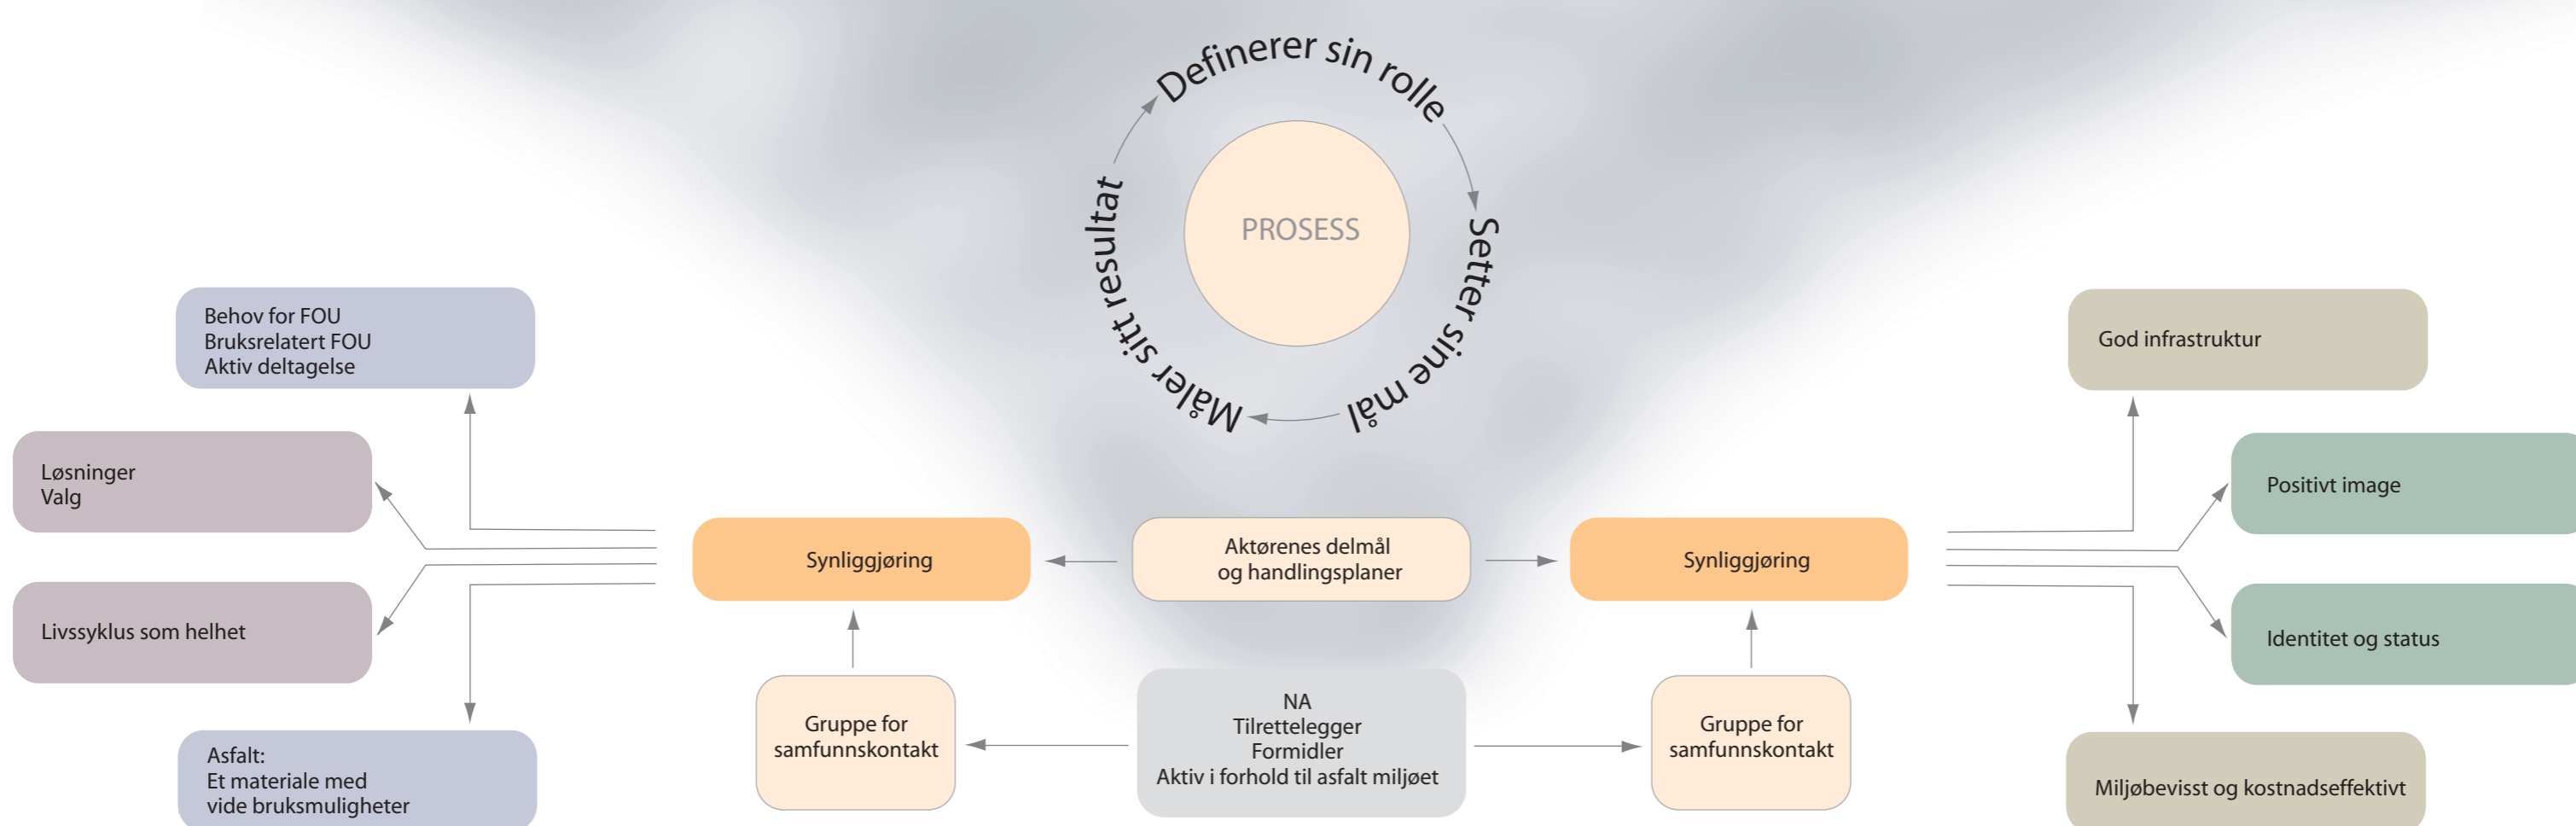 Definerer sin rolle
Setter sine mål
Måler sitt resultat
PROSESS
Behov for FOU
Bruksrelatert FOU
Aktiv deltagelse
Løsninger
Valg
Livssyklus som helhet
Asfalt:
Et materiale med
vide bruksmuligheter
Synliggjøring
Aktørenes delmål
og handlingsplaner
Synliggjøring
Gruppe for
samfunnskontakt
NA
Tilrettelegger
Formidler
Aktiv i forhold til asfalt miljøet
Gruppe for
samfunnskontakt
God infrastruktur
Positivt image
Identitet og status
Miljøbevisst og kostnadseffektivt